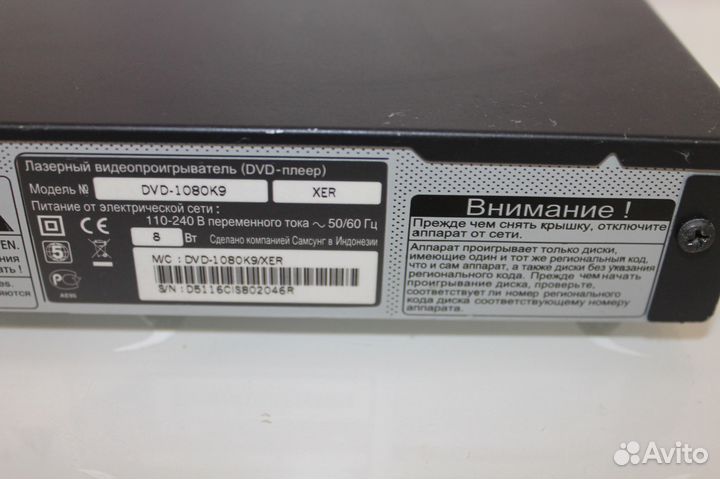 Лазерный видеопроигрыватель (DVD-плеер)
Модель № DVD-1080K9 XER
Питание от электрической сети :
110-240 В переменного тока ~ 50/60 Гц
8 Вт Сделано компанией Самсунг в Индонезии
CE
M/C : DVD-1080K9/XER
S/N : D5116CIS802046R
5
АЕ95
Внимание !
Прежде чем снять крышку, отключите
аппарат от сети.
Аппарат проигрывает только диски,
имеющие один и тот же региональный код,
что и сам аппарат, а также диски без указания
регионального кода. Прежде чем начать
проигрывание диска, проверьте,
соответствует ли номер регионального
кода диска соответствующему номеру
аппарата.
Avito